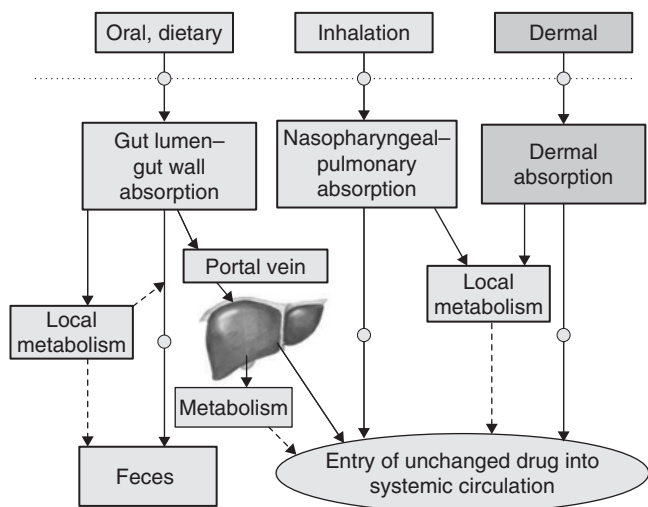 Oral, dietary
Inhalation
Dermal
Gut lumen–
gut wall
absorption
Nasopharyngeal–
pulmonary
absorption
Dermal
absorption
Portal vein
Local
metabolism
Local
metabolism
Metabolism
Feces
Entry of unchanged drug into
systemic circulation